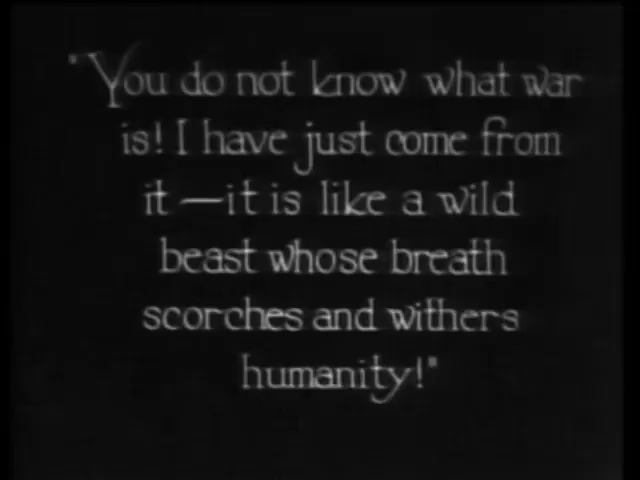 "You do not know what war
is! I have just come from
it—it is like a wild
beast whose breath
scorches and withers
humanity!"